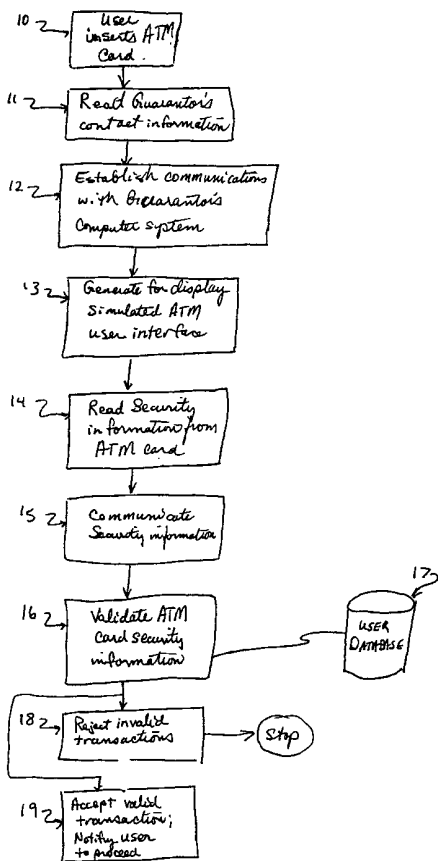 10
User
inserts ATM
Card.
11
Read Guarantor's
contact information
12
Establish communications
with Guarantor's
Computer system
13
Generate for display
Simulated ATM
user interface
14
Read Security
information from
ATM card
15
Communicate
Security information
16
Validate ATM
Card security
information
17
USER
DATABASE
18
Reject invalid
transactions
Stop
19
Accept valid
transaction;
Notify user
to proceed